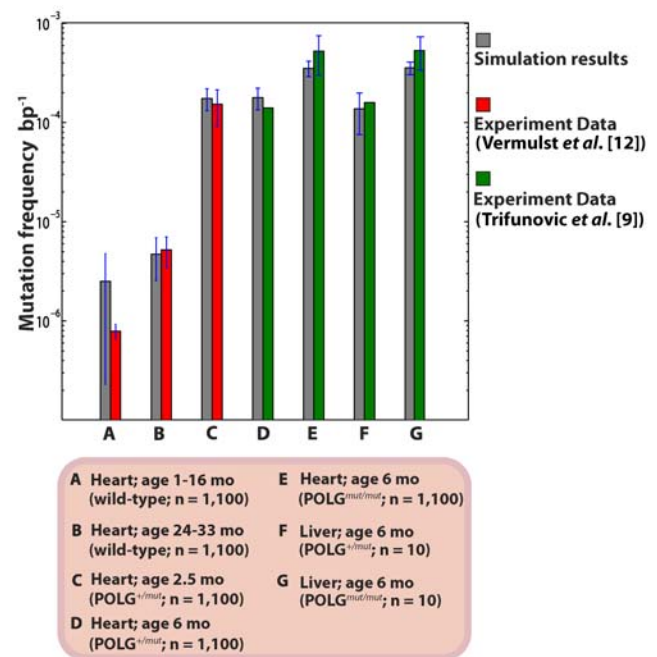 Mutation frequency bp⁻¹
10⁻³
10⁻⁴
10⁻⁵
10⁻⁶
A B C D E F G
Simulation results
Experiment Data
(Vermulst et al. [12])
Experiment Data
(Trifunovic et al. [9])
A Heart; age 1-16 mo
(wild-type; n = 1,100)
B Heart; age 24-33 mo
(wild-type; n = 1,100)
C Heart; age 2.5 mo
(POLG⁺/ᵐᵘᵗ; n = 1,100)
D Heart; age 6 mo
(POLG⁺/ᵐᵘᵗ; n = 1,100)
E Heart; age 6 mo
(POLGᵐᵘᵗ/ᵐᵘᵗ; n = 1,100)
F Liver; age 6 mo
(POLG⁺/ᵐᵘᵗ; n = 10)
G Liver; age 6 mo
(POLGᵐᵘᵗ/ᵐᵘᵗ; n = 10)